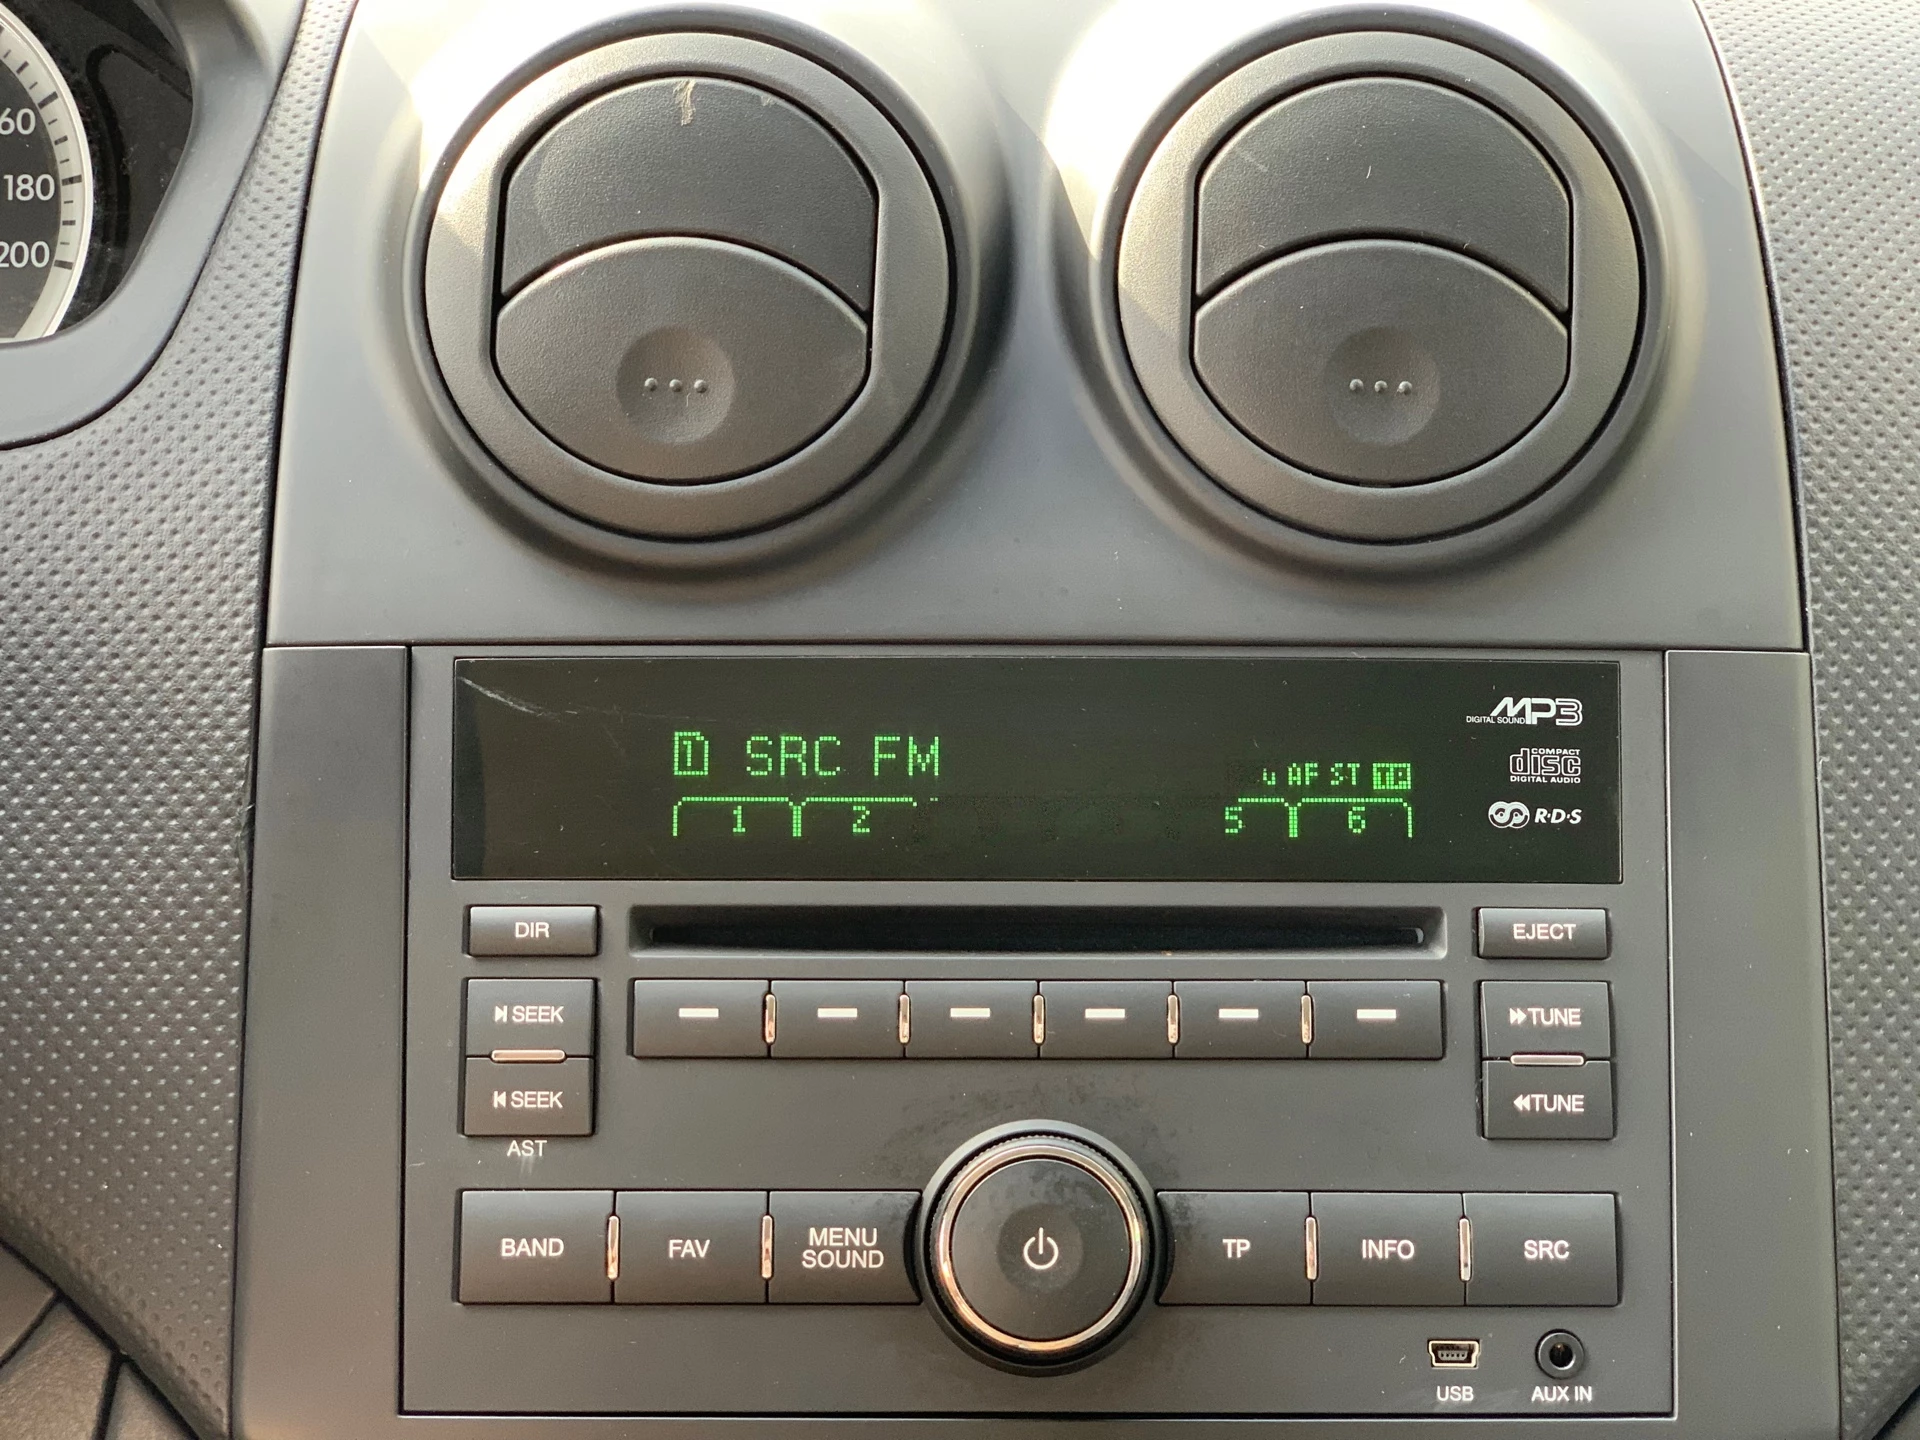 60
180
200
MP3
DIGITAL SOUND
1 SRC FM
AF ST
COMPACT
disc
DIGITAL AUDIO
1 2 5 6
R·D·S
DIR
EJECT
SEEK
TUNE
SEEK
TUNE
AST
BAND
FAV
MENU
SOUND
TP
INFO
SRC
USB
AUX IN